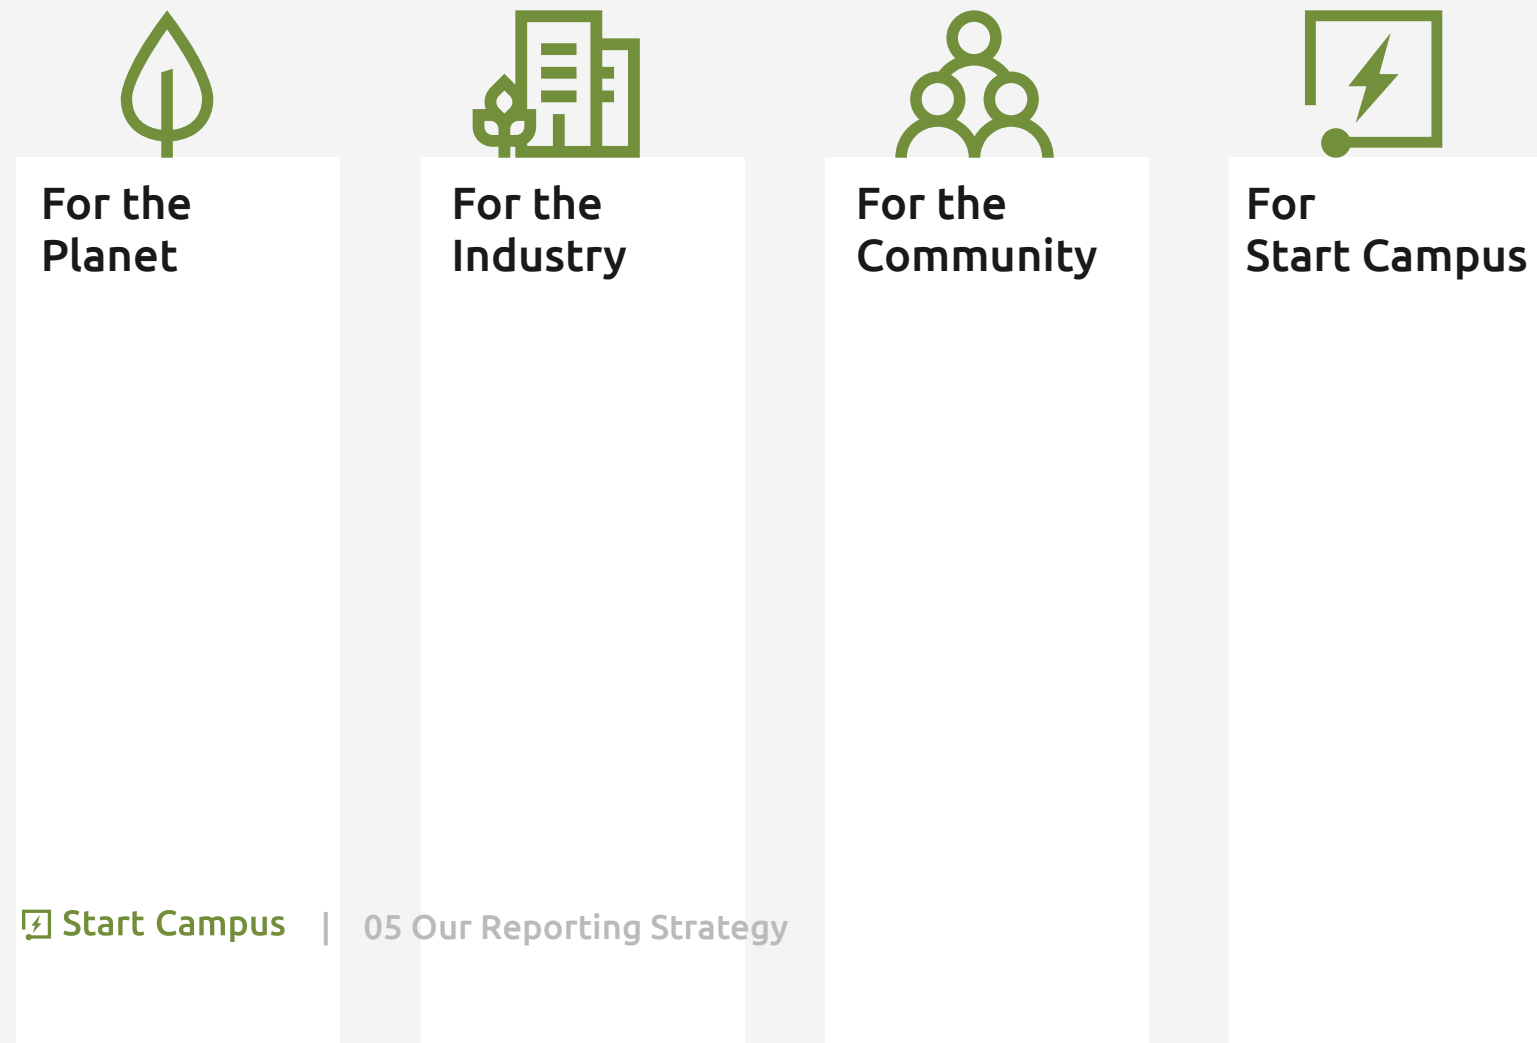 For the
Planet
For the
Industry
For the
Community
For
Start Campus
Start Campus | 05 Our Reporting Strategy